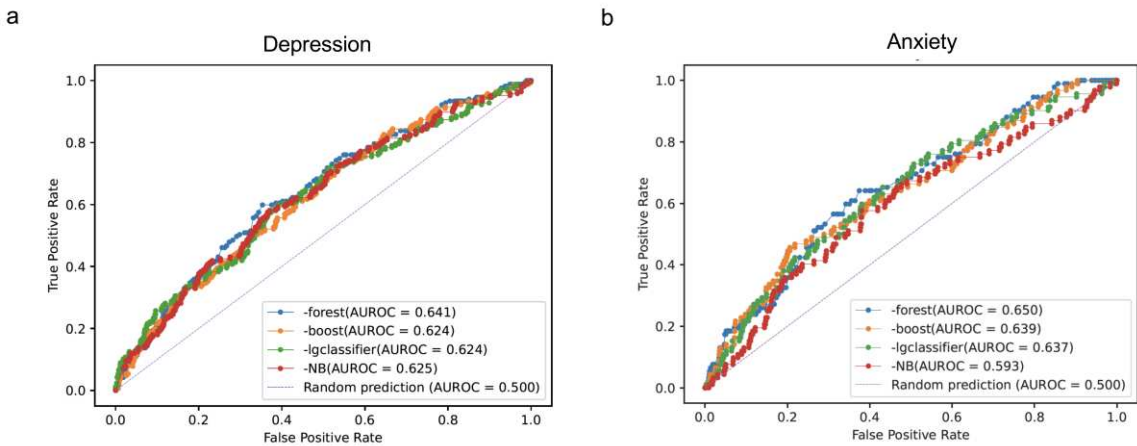 a
Depression
1.0
0.8
0.6
0.4
0.2
0.0
True Positive Rate
0.0 0.2 0.4 0.6 0.8 1.0
False Positive Rate
-forest(AUROC = 0.641)
-boost(AUROC = 0.624)
-lgclassifier(AUROC = 0.624)
-NB(AUROC = 0.625)
Random prediction (AUROC = 0.500)
b
Anxiety
1.0
0.8
0.6
0.4
0.2
0.0
True Positive Rate
0.0 0.2 0.4 0.6 0.8 1.0
False Positive Rate
-forest(AUROC = 0.650)
-boost(AUROC = 0.639)
-lgclassifier(AUROC = 0.637)
-NB(AUROC = 0.593)
Random prediction (AUROC = 0.500)